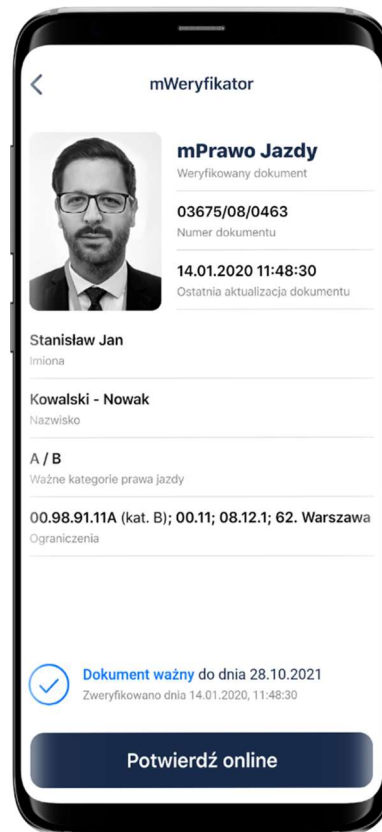 mWeryfikator
mPrawo Jazdy
Weryfikowany dokument
03675/08/0463
Numer dokumentu
14.01.2020 11:48:30
Ostatnia aktualizacja dokumentu
Stanisław Jan
Imiona
Kowalski - Nowak
Nazwisko
A / B
Ważne kategorie prawa jazdy
00.98.91.11A (kat. B); 00.11; 08.12.1; 62. Warszawa
Ograniczenia
Dokument ważny do dnia 28.10.2021
Zweryfikowano dnia 14.01.2020, 11:48:30
Potwierdź online